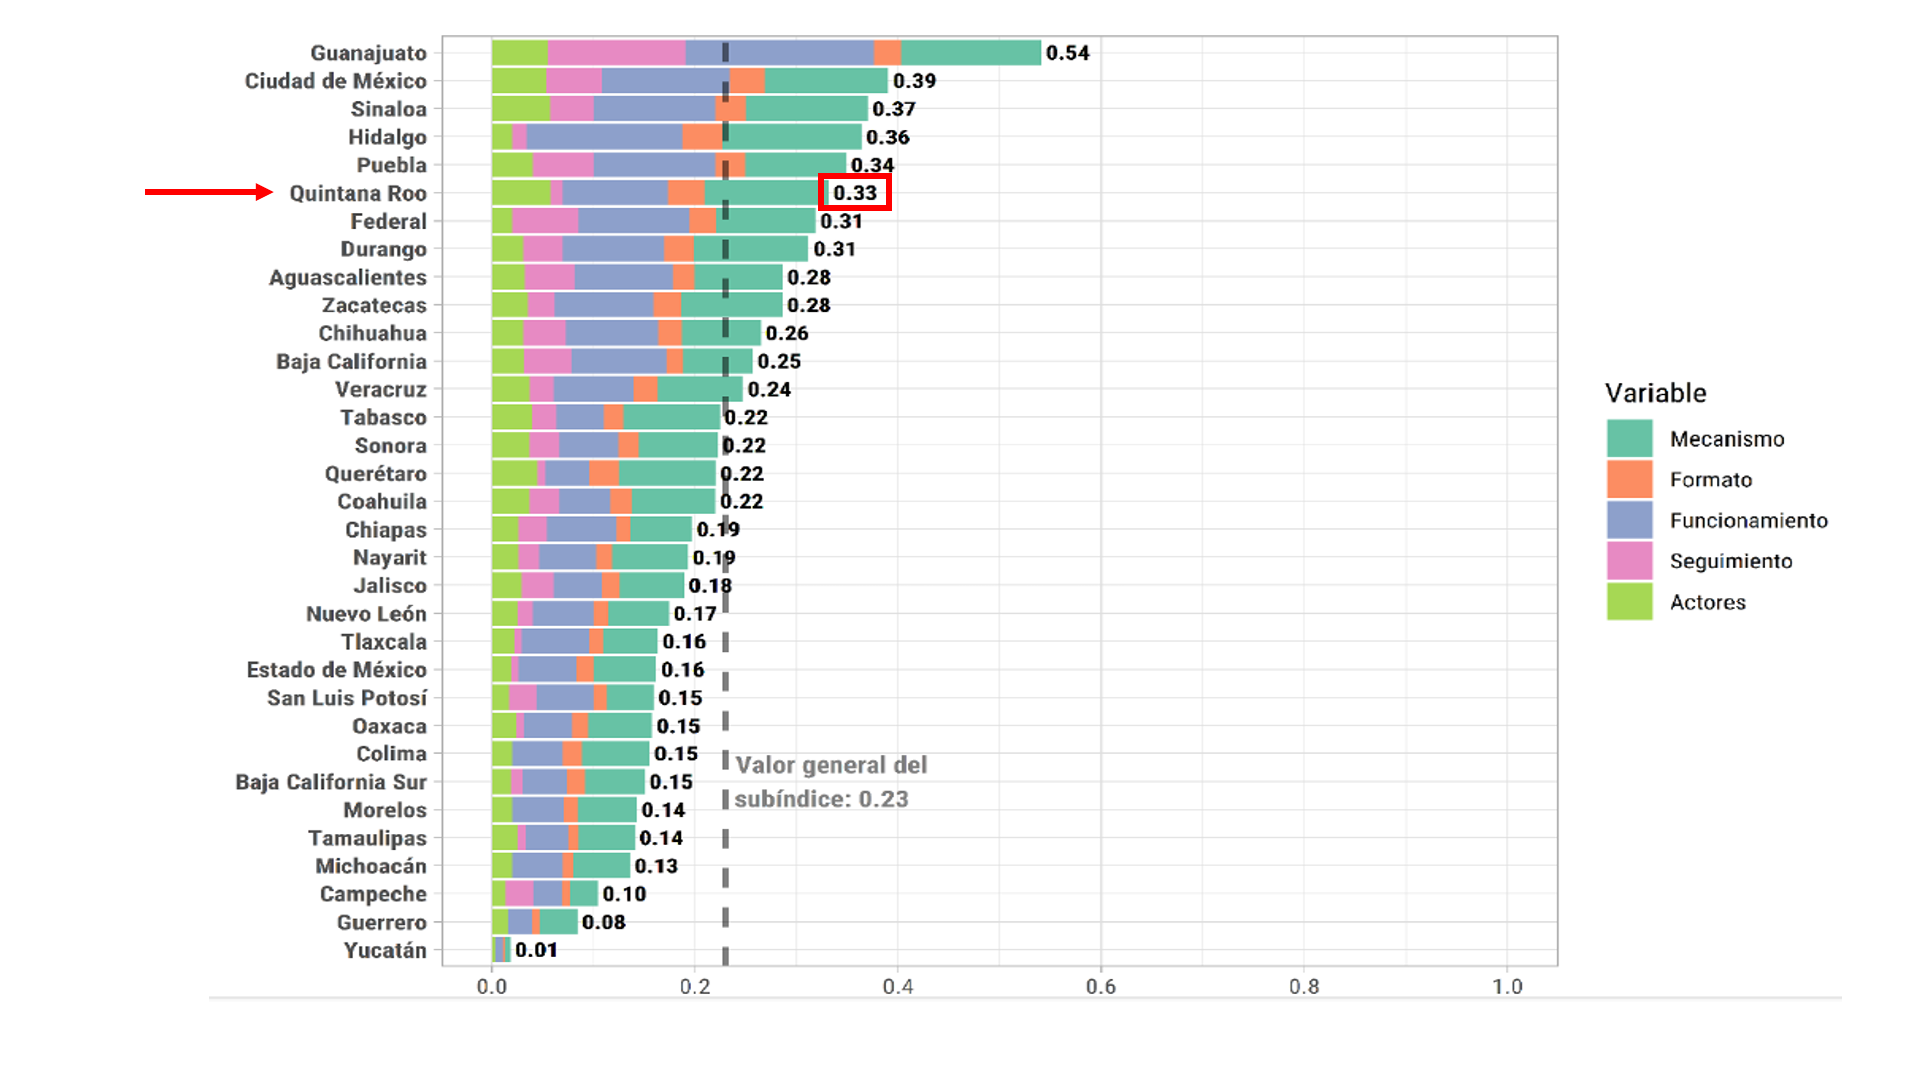 Guanajuato 0.54
Ciudad de México 0.39
Sinaloa 0.37
Hidalgo 0.36
Puebla 0.34
Quintana Roo 0.33
Federal 0.31
Durango 0.31
Aguascalientes 0.28
Zacatecas 0.28
Chihuahua 0.26
Baja California 0.25
Veracruz 0.24
Tabasco 0.22
Sonora 0.22
Querétaro 0.22
Coahuila 0.22
Chiapas 0.19
Nayarit 0.19
Jalisco 0.18
Nuevo León 0.17
Tlaxcala 0.16
Estado de México 0.16
San Luis Potosí 0.15
Oaxaca 0.15
Colima 0.15
Baja California Sur 0.15
Morelos 0.14
Tamaulipas 0.14
Michoacán 0.13
Campeche 0.10
Guerrero 0.08
Yucatán 0.01
Valor general del
subíndice: 0.23
0.0 0.2 0.4 0.6 0.8 1.0
Variable
Mecanismo
Formato
Funcionamiento
Seguimiento
Actores